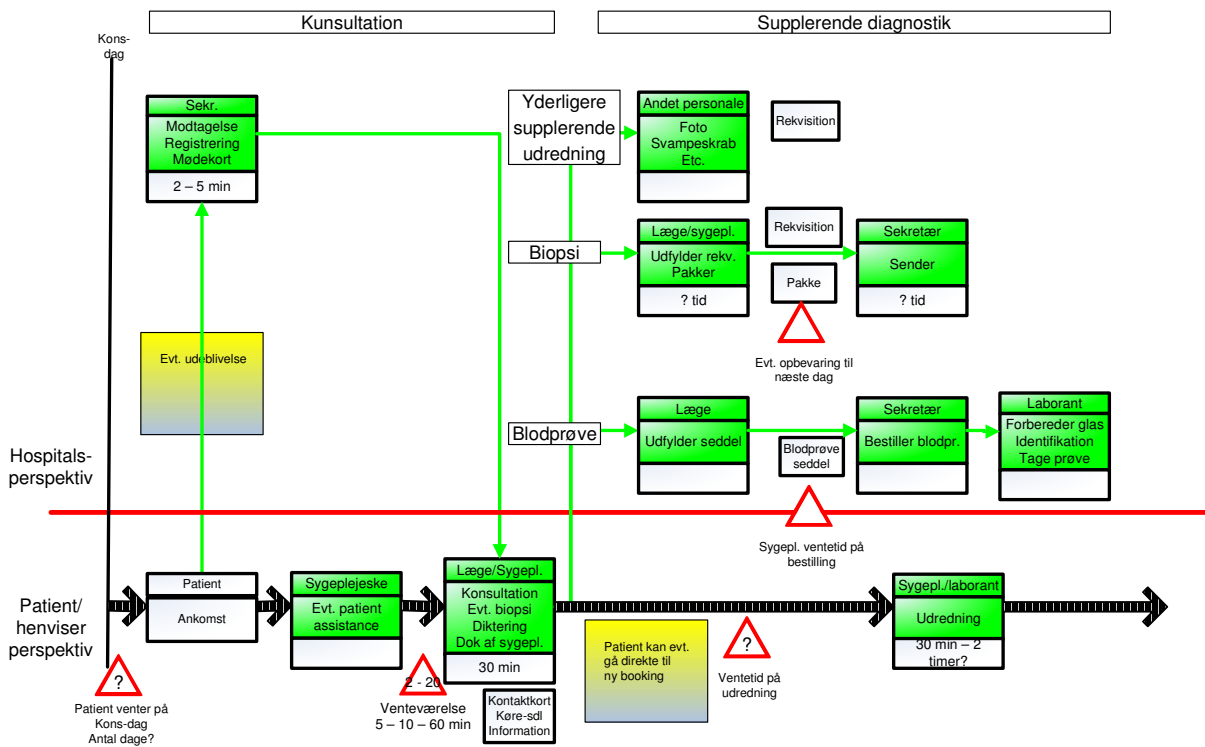 Kunsultation
Supplerende diagnostik
Kons-
dag
Sekr.
Modtagelse
Registrering
Mødekort
2 – 5 min
Yderligere
supplerende
udredning
Andet personale
Foto
Svampeskrab
Etc.
Rekvisition
Biopsi
Læge/sygepl.
Udfylder rekv.
Pakker
? tid
Rekvisition
Pakke
Sekretær
Sender
? tid
Evt. opbevaring til
næste dag
Evt. udeblivelse
Blodprøve
Læge
Udfylder seddel
Blodprøve
seddel
Sekretær
Bestiller blodpr.
Laborant
Forbereder glas
Identifikation
Tage prøve
Hospitals-
perspektiv
Sygepl. ventetid på
bestilling
Patient/
henviser
perspektiv
Patient
Ankomst
Sygeplejeske
Evt. patient
assistance
Læge/Sygepl.
Konsultation
Evt. biopsi
Diktering
Dok af sygepl.
30 min
Sygepl./laborant
Udredning
30 min – 2
timer?
?
Patient venter på
Kons-dag
Antal dage?
2 - 20
Venteværelse
5 – 10 – 60 min
Kontaktkort
Køre-sdl
Information
Patient kan evt.
gå direkte til
ny booking
?
Ventetid på
udredning